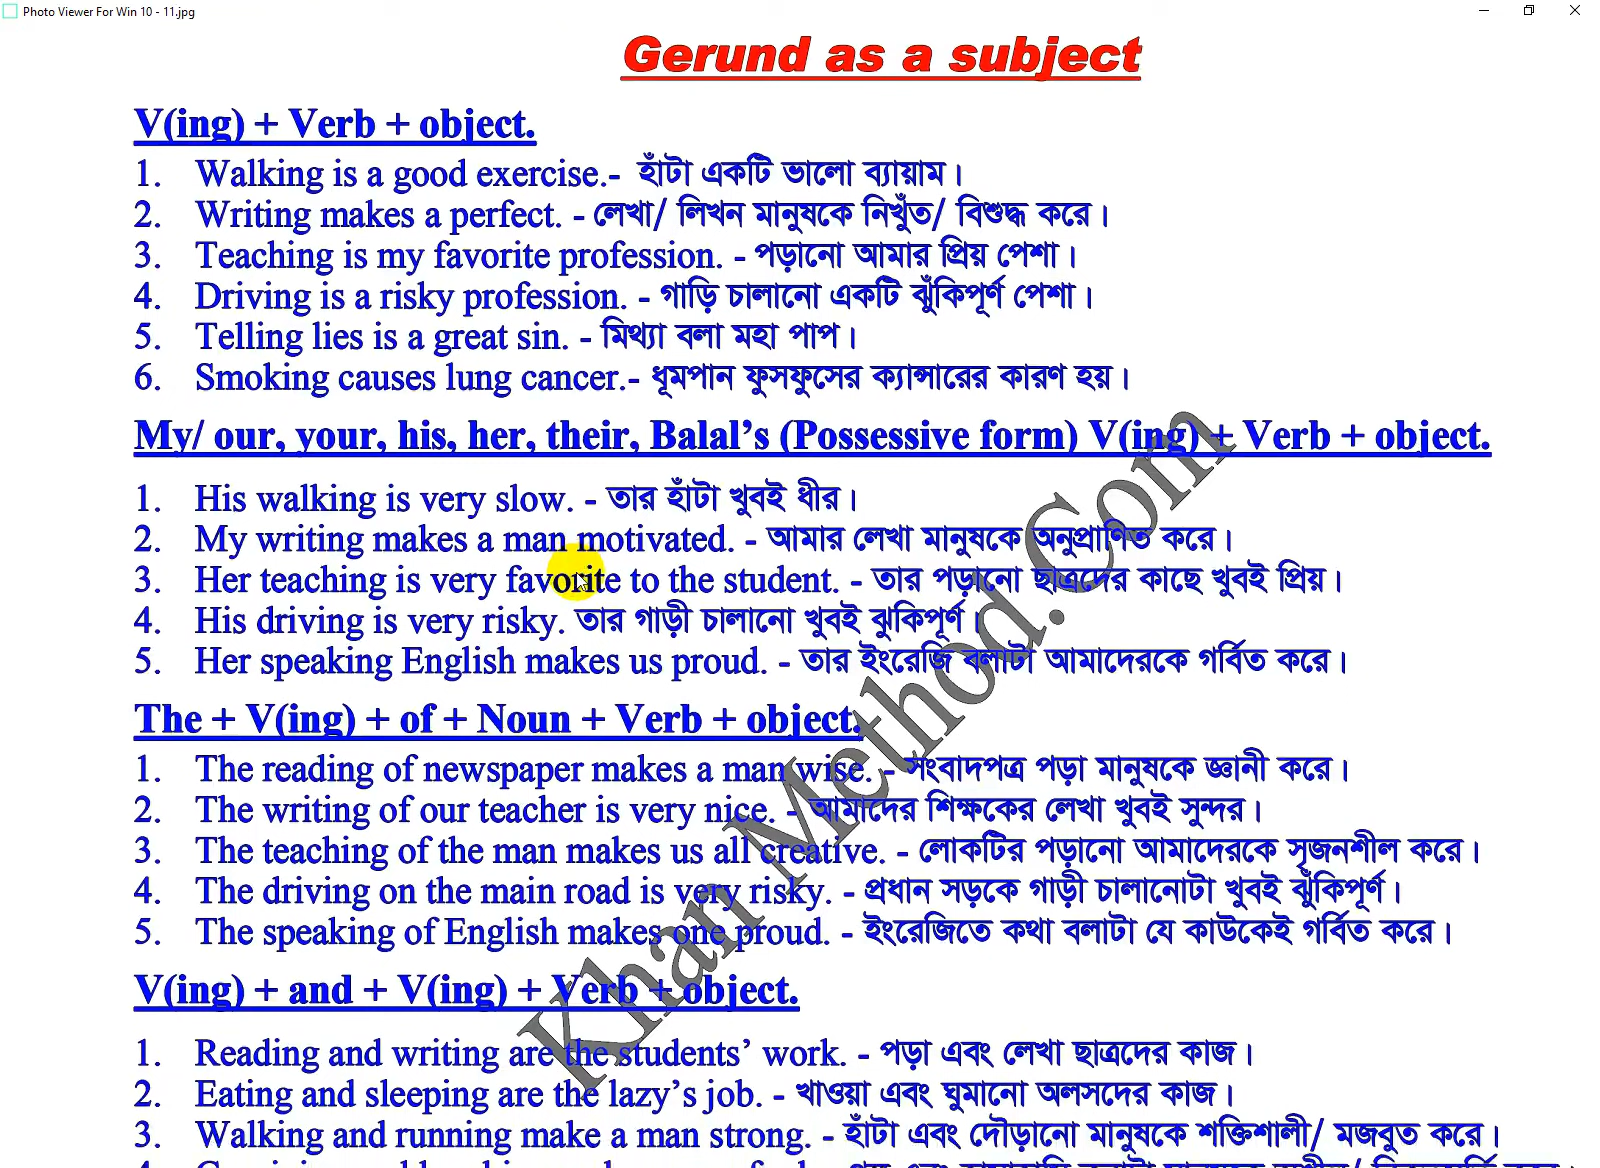 Photo Viewer For Win 10 - 11.jpg
Gerund as a subject
V(ing) + Verb + object.
1. Walking is a good exercise.- হাঁটা একটি ভালো ব্যায়াম।
2. Writing makes a perfect. - লেখা/ লিখন মানুষকে নিখুঁত/ বিশুদ্ধ করে।
3. Teaching is my favorite profession. - পড়ানো আমার প্রিয় পেশা।
4. Driving is a risky profession. - গাড়ি চালানো একটি ঝুঁকিপূর্ণ পেশা।
5. Telling lies is a great sin. - মিথ্যা বলা মহা পাপ।
6. Smoking causes lung cancer.- ধূমপান ফুসফুসের ক্যান্সারের কারণ হয়।
My/ our, your, his, her, their, Balal’s (Possessive form) V(ing) + Verb + object.
1. His walking is very slow. - তার হাঁটা খুবই ধীর।
2. My writing makes a man motivated. - আমার লেখা মানুষকে অনুপ্রাণিত করে।
3. Her teaching is very favorite to the student. - তার পড়ানো ছাত্রদের কাছে খুবই প্রিয়।
4. His driving is very risky. তার গাড়ী চালানো খুবই ঝুকিপূর্ণ।
5. Her speaking English makes us proud. - তার ইংরেজি বলাটা আমাদেরকে গর্বিত করে।
The + V(ing) + of + Noun + Verb + object.
1. The reading of newspaper makes a man wise. - সংবাদপত্র পড়া মানুষকে জ্ঞানী করে।
2. The writing of our teacher is very nice. - আমাদের শিক্ষকের লেখা খুবই সুন্দর।
3. The teaching of the man makes us all creative. - লোকটির পড়ানো আমাদেরকে সৃজনশীল করে।
4. The driving on the main road is very risky. - প্রধান সড়কে গাড়ী চালানোটা খুবই ঝুঁকিপূর্ণ।
5. The speaking of English makes one proud. - ইংরেজিতে কথা বলাটা যে কাউকেই গর্বিত করে।
V(ing) + and + V(ing) + Verb + object.
1. Reading and writing are the students’ work. - পড়া এবং লেখা ছাত্রদের কাজ।
2. Eating and sleeping are the lazy’s job. - খাওয়া এবং ঘুমানো অলসদের কাজ।
3. Walking and running make a man strong. - হাঁটা এবং দৌড়ানো মানুষকে শক্তিশালী/ মজবুত করে।
Khan Method.Com